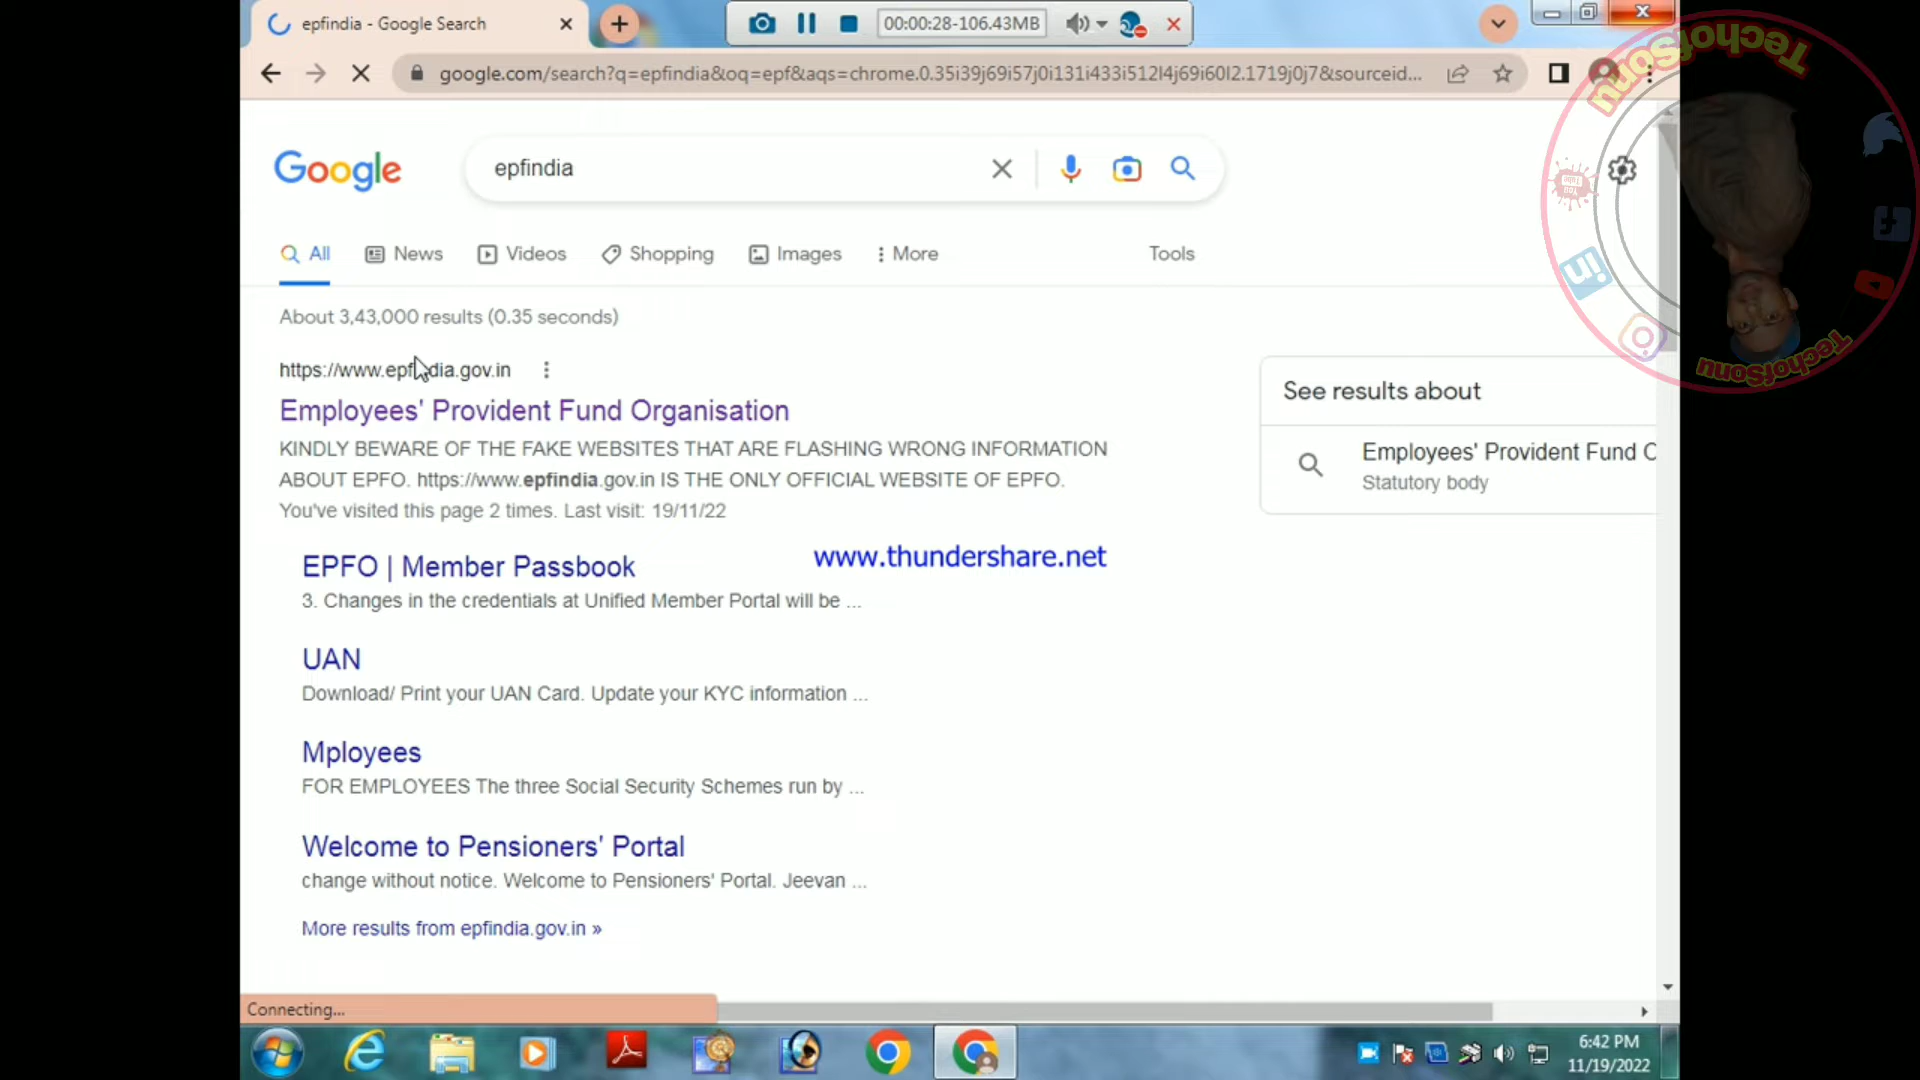 epfindia - Google Search
00:00:28-106.43MB
google.com/search?q=epfindia&oq=epf&aqs=chrome.0.35i39j69i57j0i131i433i512l4j69i60l2.1719j0j7&sourceid...
Techofsonu
Google
epfindia
You Tube
in
All
News
Videos
Shopping
Images
More
Tools
About 3,43,000 results (0.35 seconds)
https://www.epfindia.gov.in
Employees' Provident Fund Organisation
KINDLY BEWARE OF THE FAKE WEBSITES THAT ARE FLASHING WRONG INFORMATION
ABOUT EPFO. https://www.epfindia.gov.in IS THE ONLY OFFICIAL WEBSITE OF EPFO.
You've visited this page 2 times. Last visit: 19/11/22
See results about
Employees' Provident Fund O
Statutory body
Techofsonu
EPFO | Member Passbook
3. Changes in the credentials at Unified Member Portal will be ...
www.thundershare.net
UAN
Download/ Print your UAN Card. Update your KYC information ...
Mployees
FOR EMPLOYEES The three Social Security Schemes run by ...
Welcome to Pensioners' Portal
change without notice. Welcome to Pensioners' Portal. Jeevan ...
More results from epfindia.gov.in »
Connecting...
6:42 PM
11/19/2022